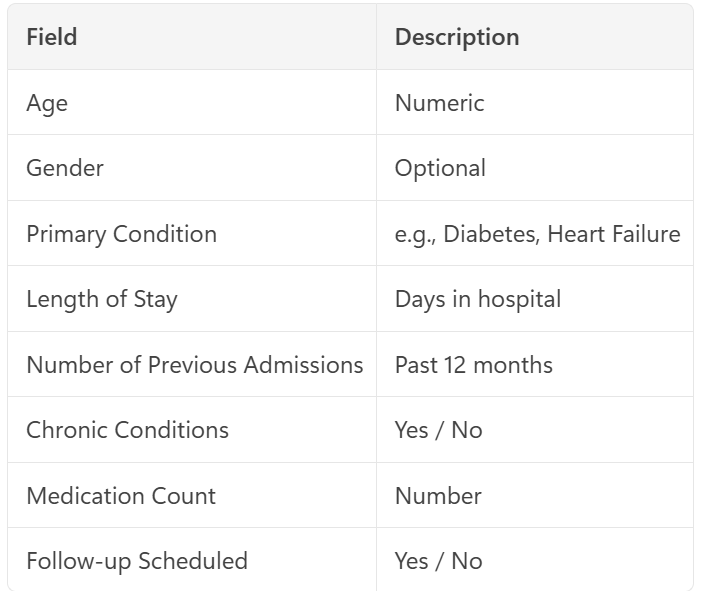 Field Description
Age Numeric
Gender Optional
Primary Condition e.g., Diabetes, Heart Failure
Length of Stay Days in hospital
Number of Previous Admissions Past 12 months
Chronic Conditions Yes / No
Medication Count Number
Follow-up Scheduled Yes / No